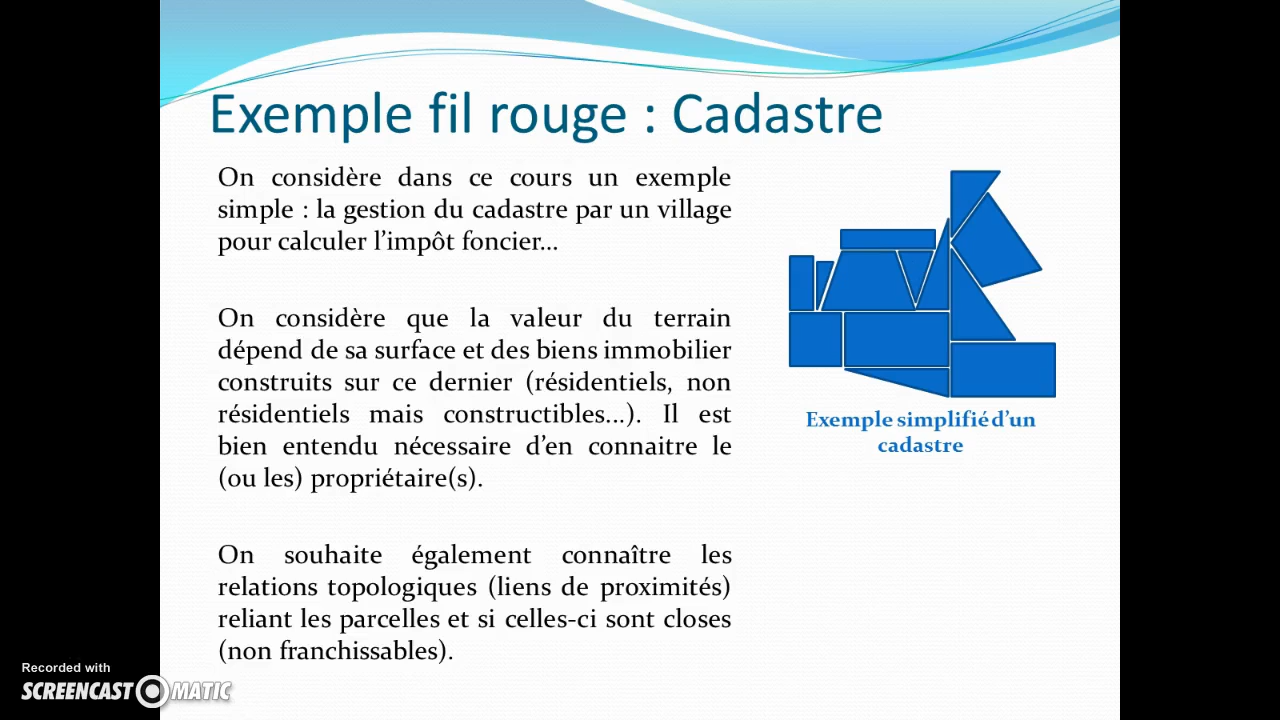 Exemple fil rouge : Cadastre
On considère dans ce cours un exemple
simple : la gestion du cadastre par un village
pour calculer l’impôt foncier…
On considère que la valeur du terrain
dépend de sa surface et des biens immobilier
construits sur ce dernier (résidentiels, non
résidentiels mais constructibles…). Il est
bien entendu nécessaire d’en connaitre le
(ou les) propriétaire(s).
On souhaite également connaître les
relations topologiques (liens de proximités)
reliant les parcelles et si celles-ci sont closes
(non franchissables).
Exemple simplifié d’un
cadastre
Recorded with
SCREENCAST-O-MATIC